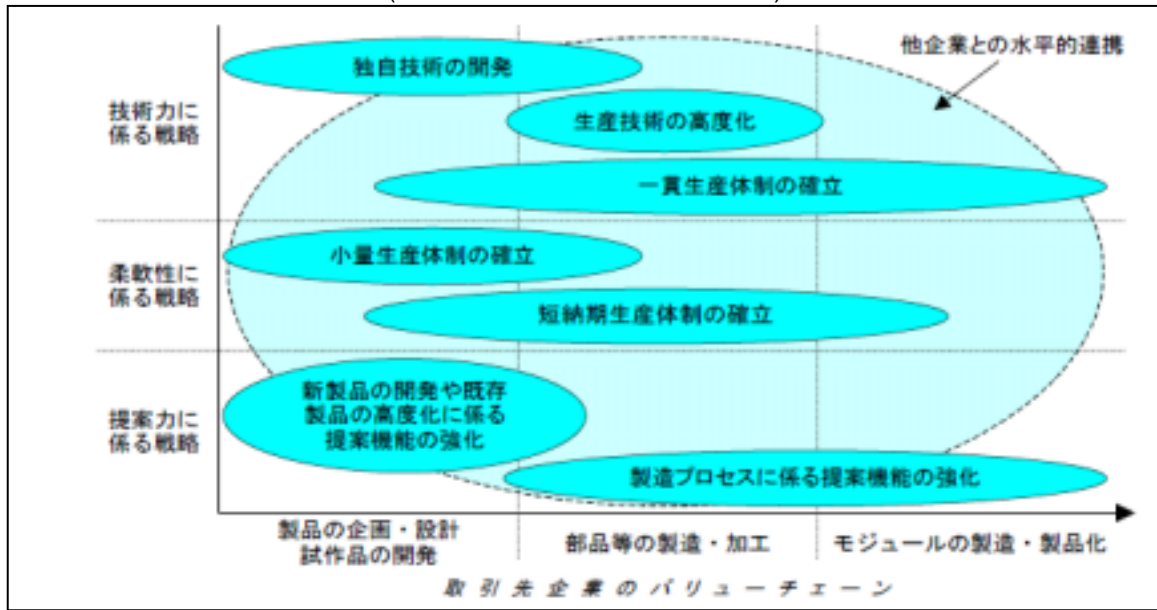 他企業との水平的連携
独自技術の開発
技術力に
係る戦略
生産技術の高度化
一貫生産体制の確立
小量生産体制の確立
柔軟性に
係る戦略
短納期生産体制の確立
新製品の開発や既存
製品の高度化に係る
提案機能の強化
提案力に
係る戦略
製造プロセスに係る提案機能の強化
製品の企画・設計
試作品の開発
部品等の製造・加工
モジュールの製造・製品化
取引先企業のバリューチェーン